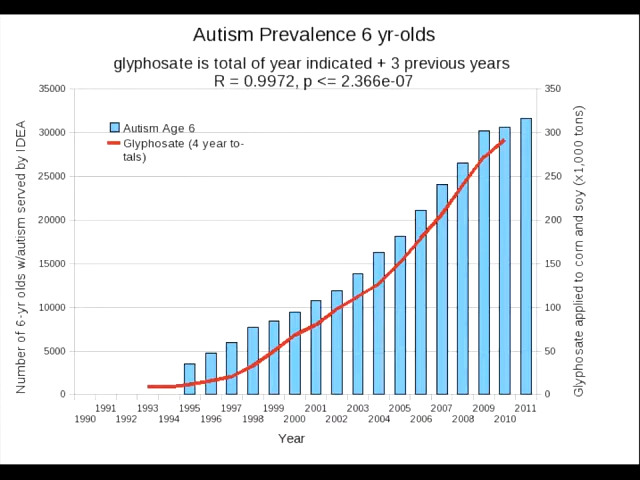 Autism Prevalence 6 yr-olds
glyphosate is total of year indicated + 3 previous years
R = 0.9972, p <= 2.366e-07
Number of 6-yr olds w/autism served by IDEA
35000
30000
25000
20000
15000
10000
5000
0
Autism Age 6
Glyphosate (4 year to-
tals)
350
300
250
200
150
100
50
0
Glyphosate applied to corn and soy (x1,000 tons)
1991 1993 1995 1997 1999 2001 2003 2005 2007 2009 2011
1990 1992 1994 1996 1998 2000 2002 2004 2006 2008 2010
Year